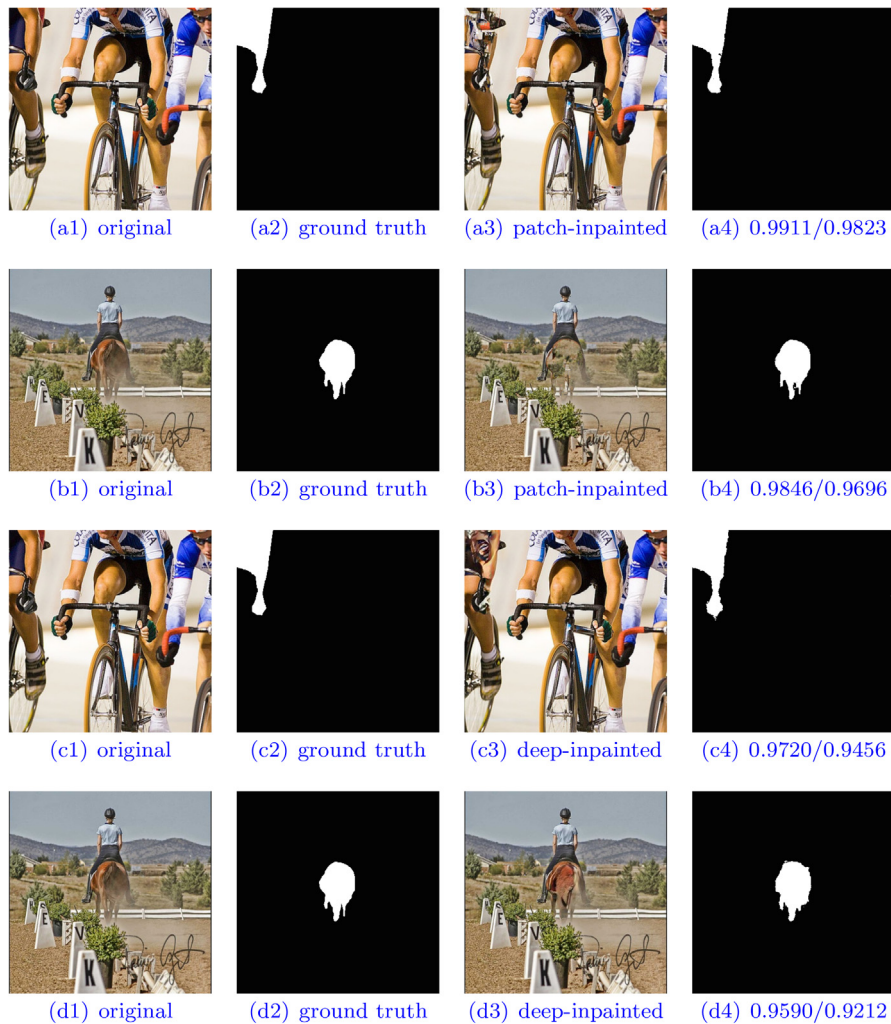 (a1) original
(a2) ground truth
(a3) patch-inpainted
(a4) 0.9911/0.9823
K
(b1) original
(b2) ground truth
(b3) patch-inpainted
(b4) 0.9846/0.9696
(c1) original
(c2) ground truth
(c3) deep-inpainted
(c4) 0.9720/0.9456
E
V
K
E
V
K
(d1) original
(d2) ground truth
(d3) deep-inpainted
(d4) 0.9590/0.9212